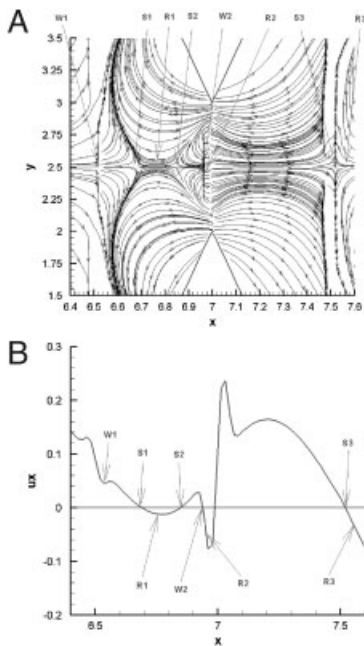 A
W1 S1 R1 S2 W2 R2 S3 R3
3.5
3.25
3
2.75
y 2.5
2.25
2
1.75
1.5
6.4 6.5 6.6 6.7 6.8 6.9 7 7.1 7.2 7.3 7.4 7.5 7.6
x
B
0.3
0.2
W1 S1 S2 S3
0.1
ux 0
-0.1
R1 W2 R2 R3
-0.2
6.5 7 7.5
x